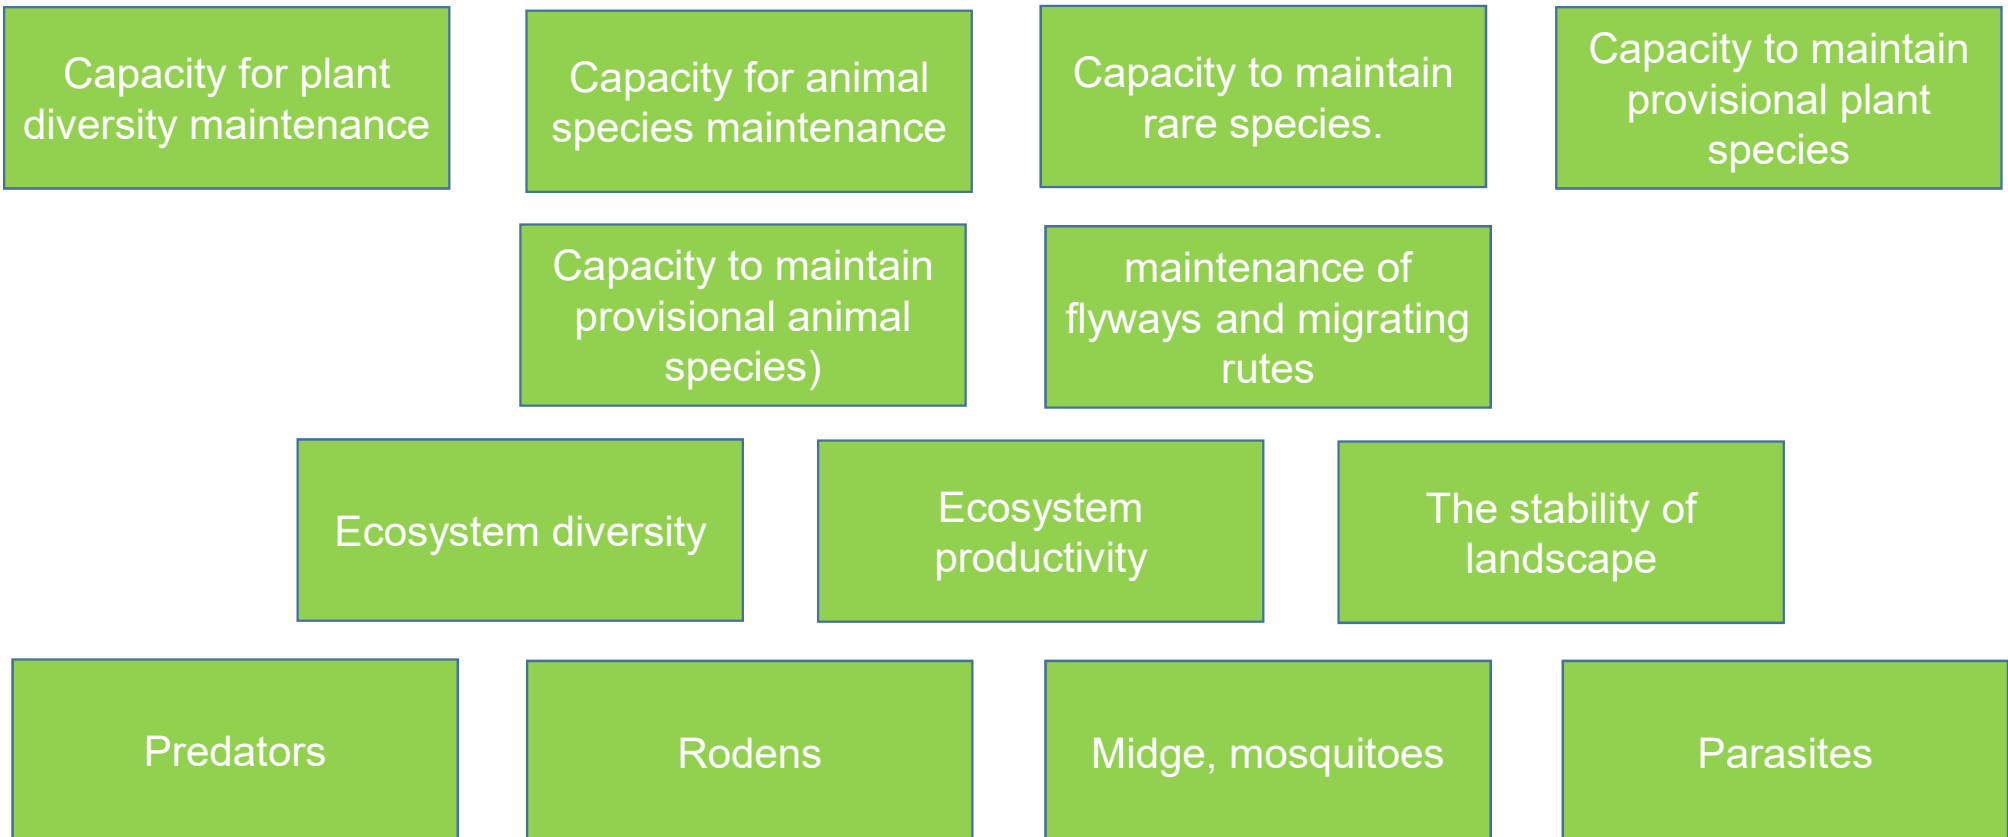 Capacity for plant
diversity maintenance
Capacity for animal
species maintenance
Capacity to maintain
rare species.
Capacity to maintain
provisional plant
species
Capacity to maintain
provisional animal
species)
maintenance of
flyways and migrating
rutes
Ecosystem diversity
Ecosystem
productivity
The stability of
landscape
Predators
Rodens
Midge, mosquitoes
Parasites